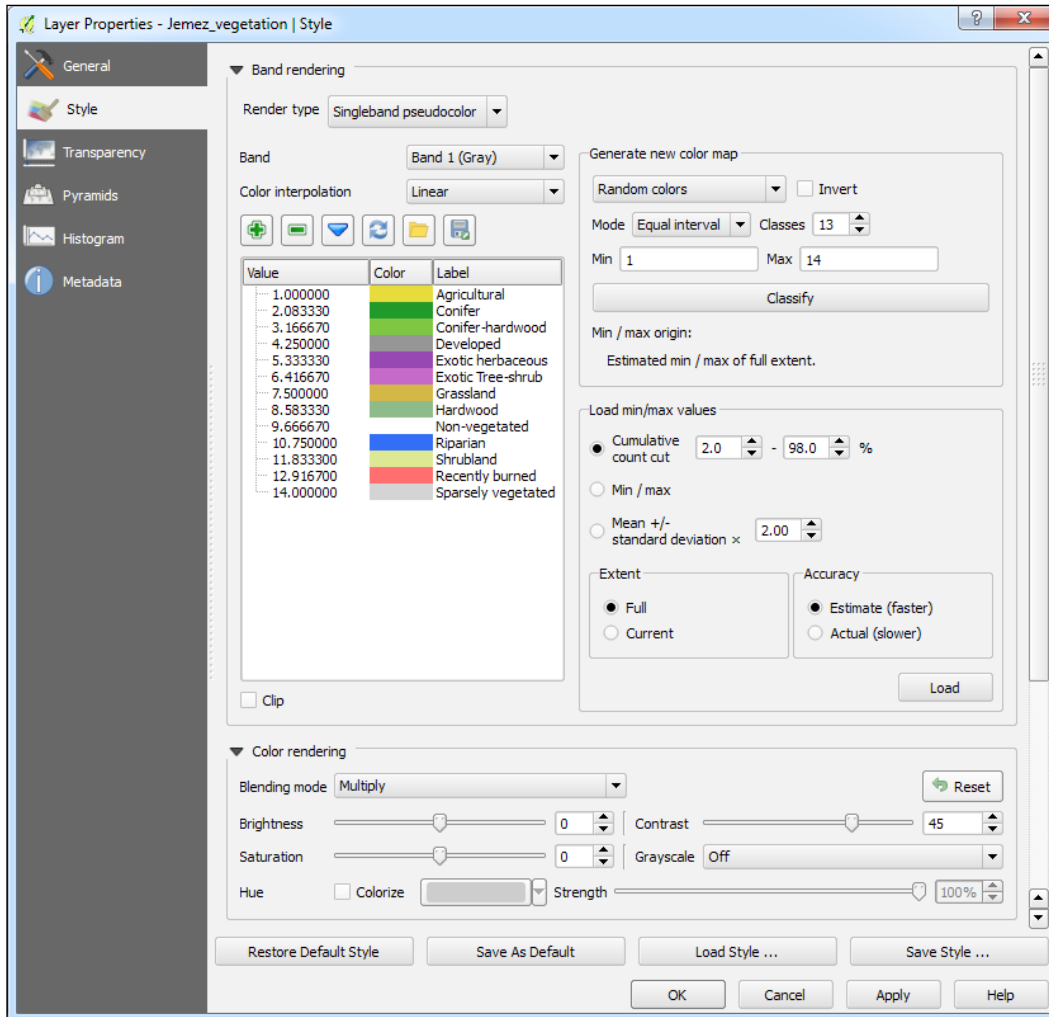 Layer Properties - Jemez_vegetation | Style
General
Style
Transparency
Pyramids
Histogram
Metadata
Band rendering
Render type Singleband pseudocolor
Band Band 1 (Gray)
Color interpolation Linear
Value Color Label
1.000000 Agricultural
2.083330 Conifer
3.166670 Conifer-hardwood
4.250000 Developed
5.333330 Exotic herbaceous
6.416670 Exotic Tree-shrub
7.500000 Grassland
8.583330 Hardwood
9.666670 Non-vegetated
10.750000 Riparian
11.833300 Shrubland
12.916700 Recently burned
14.000000 Sparsely vegetated
Clip
Generate new color map
Random colors Invert
Mode Equal interval Classes 13
Min 1 Max 14
Classify
Min / max origin:
Estimated min / max of full extent.
Load min/max values
Cumulative
count cut 2.0 - 98.0 %
Min / max
Mean +/-
standard deviation × 2.00
Extent
Full
Current
Accuracy
Estimate (faster)
Actual (slower)
Load
Color rendering
Blending mode Multiply Reset
Brightness 0 Contrast 45
Saturation 0 Grayscale Off
Hue Colorize Strength 100%
Restore Default Style Save As Default Load Style ... Save Style ...
OK Cancel Apply Help